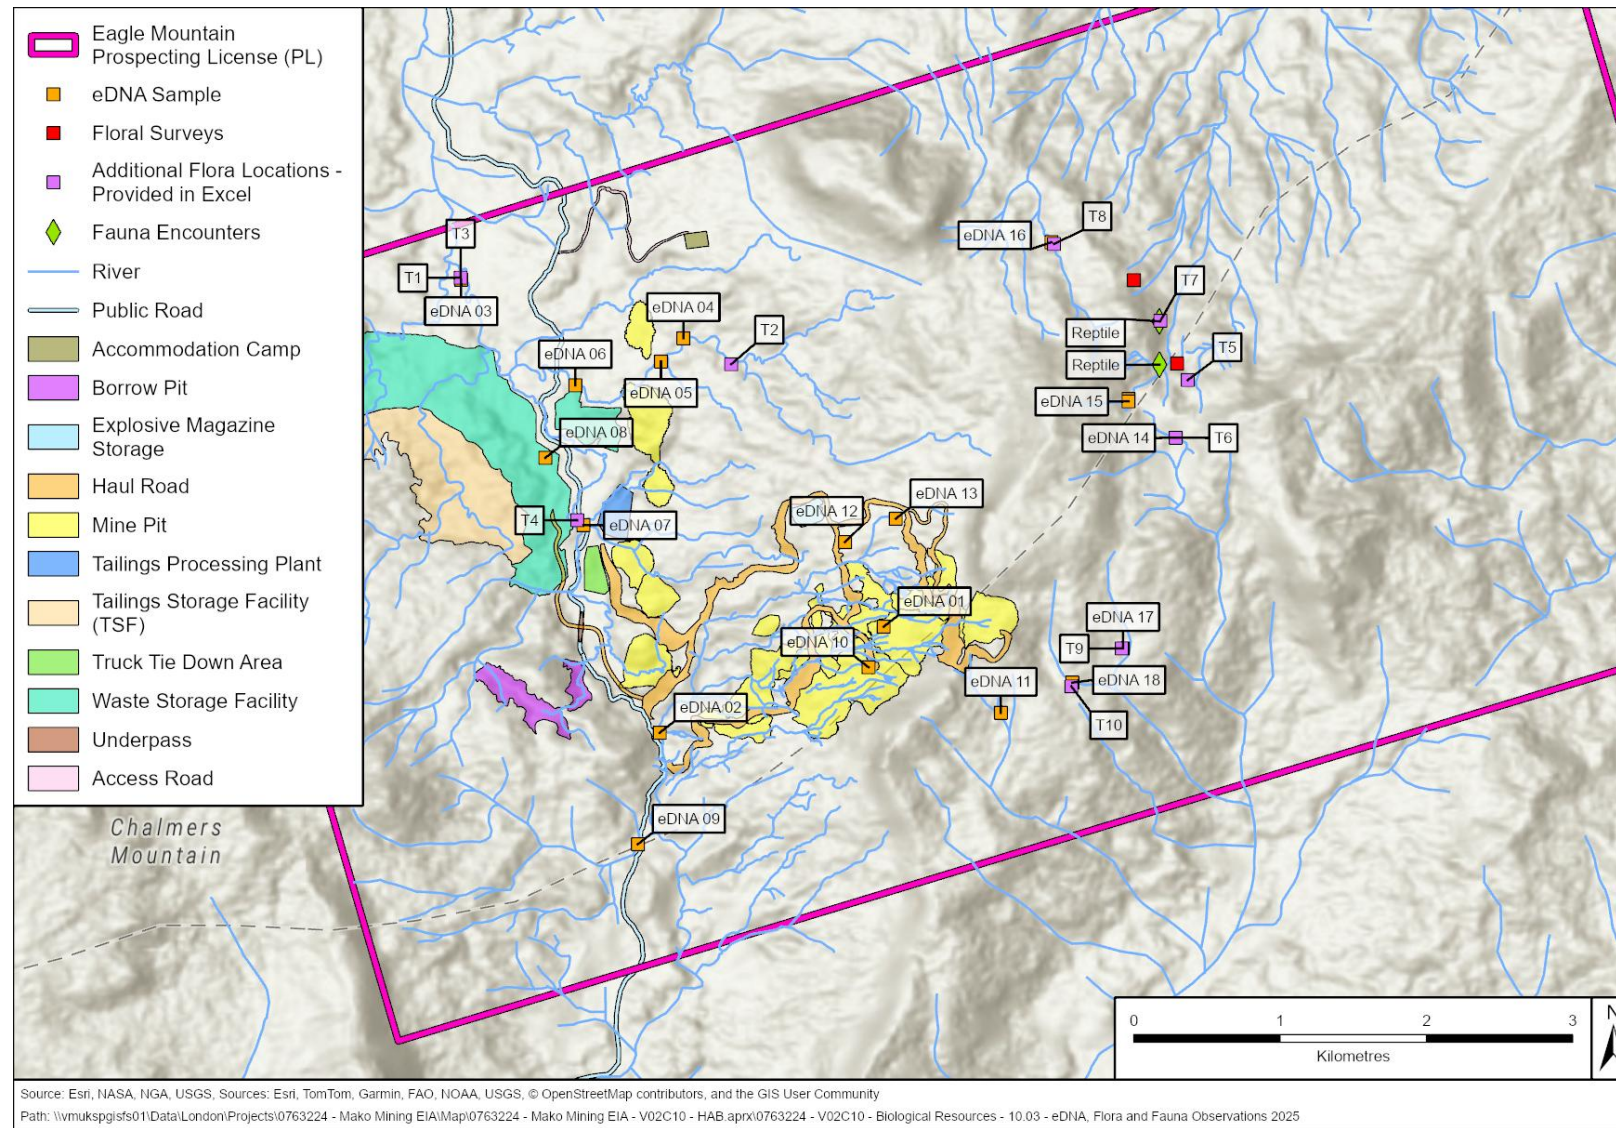 Eagle Mountain
Prospecting License (PL)
eDNA Sample
Floral Surveys
Additional Flora Locations -
Provided in Excel
Fauna Encounters
River
Public Road
Accommodation Camp
Borrow Pit
Explosive Magazine
Storage
Haul Road
Mine Pit
Tailings Processing Plant
Tailings Storage Facility
(TSF)
Truck Tie Down Area
Waste Storage Facility
Underpass
Access Road
T3
T1
eDNA 03
eDNA 04
T2
eDNA 06
eDNA 05
eDNA 08
T4
eDNA 07
eDNA 12
eDNA 13
eDNA 01
eDNA 10
eDNA 02
eDNA 11
eDNA 09
eDNA 16
T8
T7
Reptile
Reptile
T5
eDNA 15
eDNA 14
T6
eDNA 17
T9
eDNA 18
T10
Chalmers
Mountain
0 1 2 3
Kilometres
N
Source: Esri, NASA, NGA, USGS, Sources: Esri, TomTom, Garmin, FAO, NOAA, USGS, © OpenStreetMap contributors, and the GIS User Community
Path: \\vmukspgisfs01\Data\London\Projects\0763224 - Mako Mining EIA\Map\0763224 - Mako Mining EIA - V02C10 - HAB.aprx\0763224 - V02C10 - Biological Resources - 10.03 - eDNA, Flora and Fauna Observations 2025